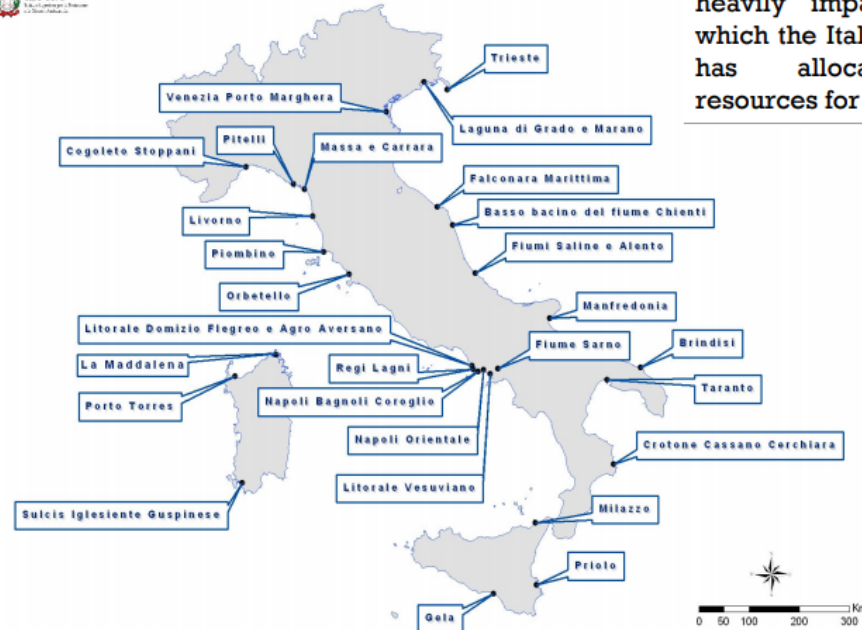 heavily impa
which the Ital
has alloca
resources for
Trieste
Venezia Porto Marghera
Laguna di Grado e Marano
Pitelli
Massa e Carrara
Cogoleto Stoppani
Falconara Marittima
Livorno
Basso bacino del fiume Chienti
Piombino
Fiumi Saline e Alento
Orbetello
Manfredonia
Litorale Domizio Flegreo e Agro Aversano
Fiume Sarno
Brindisi
La Maddalena
Regi Lagni
Taranto
Porto Torres
Napoli Bagnoli Coroglio
Napoli Orientale
Crotone Cassano Cerchiara
Litorale Vesuviano
Sulcis Iglesiente Guspinese
Milazzo
Priolo
Gela
0 50 100 200 300 Km